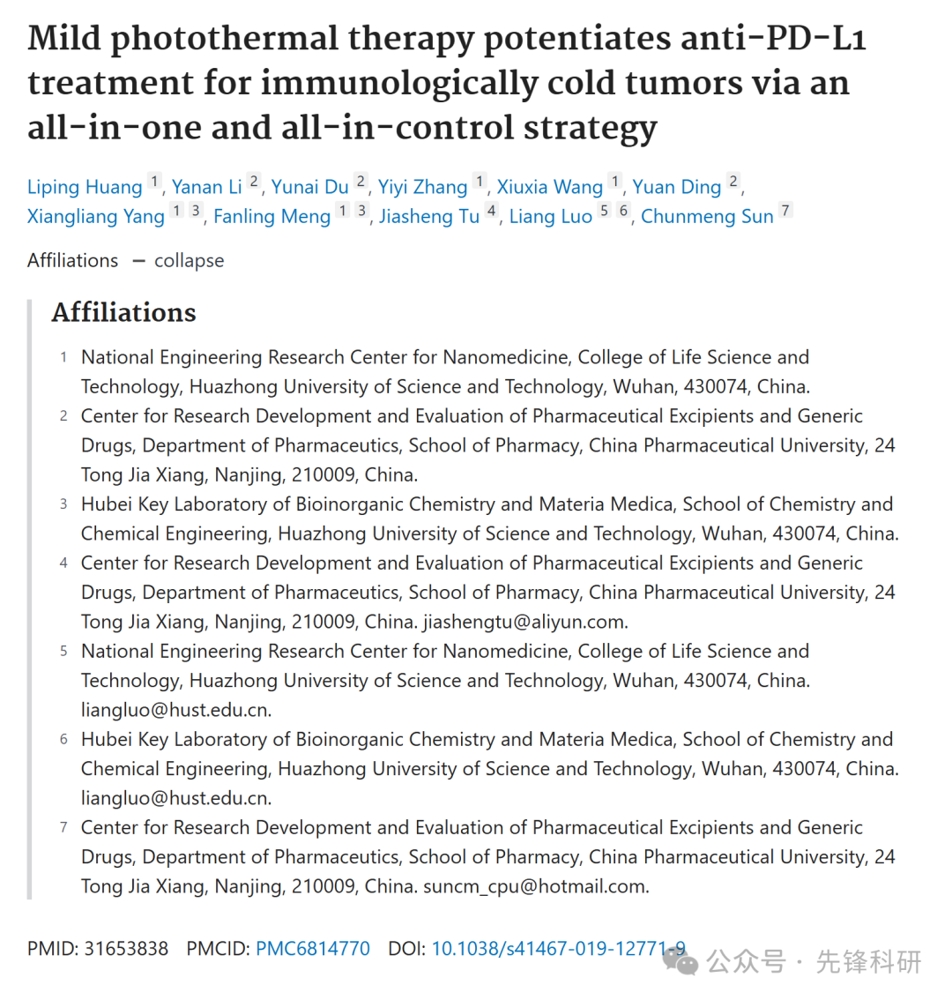 Mild photothermal therapy potentiates anti-PD-L1
treatment for immunologically cold tumors via an
all-in-one and all-in-control strategy
Liping Huang 1, Yanan Li 2, Yunai Du 2, Yiyi Zhang 1, Xiuxia Wang 1, Yuan Ding 2,
Xiangliang Yang 1 3, Fanling Meng 1 3, Jiasheng Tu 4, Liang Luo 5 6, Chunmeng Sun 7
Affiliations — collapse
Affiliations
1 National Engineering Research Center for Nanomedicine, College of Life Science and
Technology, Huazhong University of Science and Technology, Wuhan, 430074, China.
2 Center for Research Development and Evaluation of Pharmaceutical Excipients and Generic
Drugs, Department of Pharmaceutics, School of Pharmacy, China Pharmaceutical University, 24
Tong Jia Xiang, Nanjing, 210009, China.
3 Hubei Key Laboratory of Bioinorganic Chemistry and Materia Medica, School of Chemistry and
Chemical Engineering, Huazhong University of Science and Technology, Wuhan, 430074, China.
4 Center for Research Development and Evaluation of Pharmaceutical Excipients and Generic
Drugs, Department of Pharmaceutics, School of Pharmacy, China Pharmaceutical University, 24
Tong Jia Xiang, Nanjing, 210009, China. jiashengtu@aliyun.com.
5 National Engineering Research Center for Nanomedicine, College of Life Science and
Technology, Huazhong University of Science and Technology, Wuhan, 430074, China.
liangluo@hust.edu.cn.
6 Hubei Key Laboratory of Bioinorganic Chemistry and Materia Medica, School of Chemistry and
Chemical Engineering, Huazhong University of Science and Technology, Wuhan, 430074, China.
liangluo@hust.edu.cn.
7 Center for Research Development and Evaluation of Pharmaceutical Excipients and Generic
Drugs, Department of Pharmaceutics, School of Pharmacy, China Pharmaceutical University, 24
Tong Jia Xiang, Nanjing, 210009, China. suncm_cpu@hotmail.com.
PMID: 31653838 PMCID: PMC6814770 DOI: 10.1038/s41467-019-12771-9
公众号 · 先锋科研